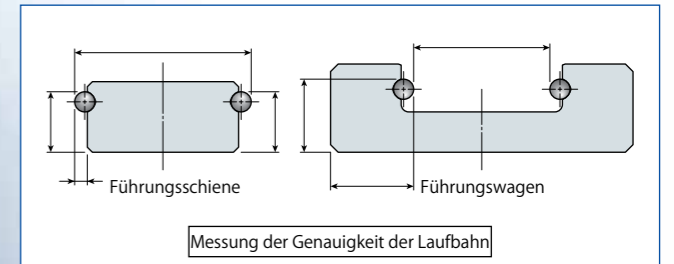 Führungsschiene
Führungswagen
Messung der Genauigkeit der Laufbahn